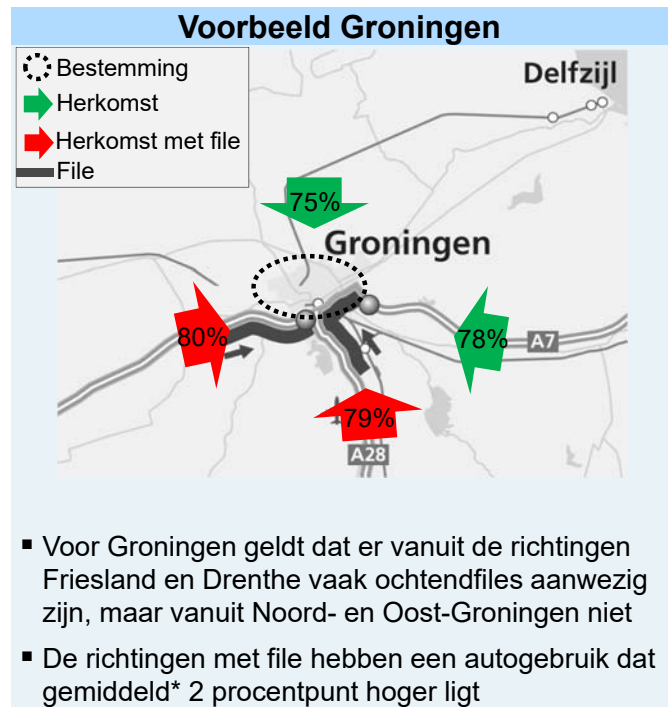 Voorbeeld Groningen
Bestemming
Herkomst
Herkomst met file
File
Delfzijl
75%
Groningen
80%
78%
A7
79%
A28
▪ Voor Groningen geldt dat er vanuit de richtingen
Friesland en Drenthe vaak ochtendfiles aanwezig
zijn, maar vanuit Noord- en Oost-Groningen niet
▪ De richtingen met file hebben een autogebruik dat
gemiddeld* 2 procentpunt hoger ligt